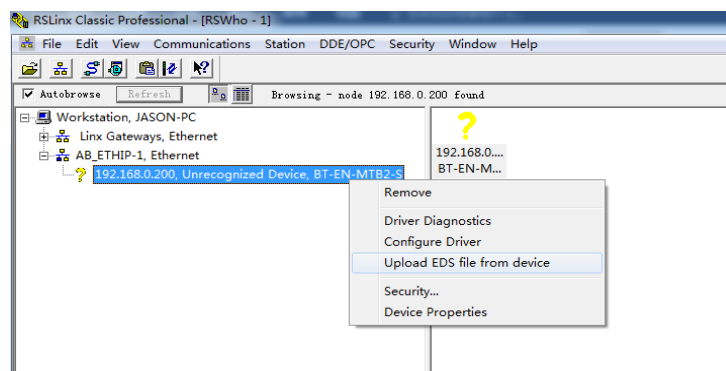 RSLinx Classic Professional - [RSWho - 1]
File Edit View Communications Station DDE/OPC Security Window Help
Autobrowse Refresh Browsing - node 192.168.0.200 found
Workstation, JASON-PC
Linx Gateways, Ethernet
AB_ETHIP-1, Ethernet
192.168.0.200, Unrecognized Device, BT-EN-MTB2-S
192.168.0....
BT-EN-M...
Remove
Driver Diagnostics
Configure Driver
Upload EDS file from device
Security...
Device Properties